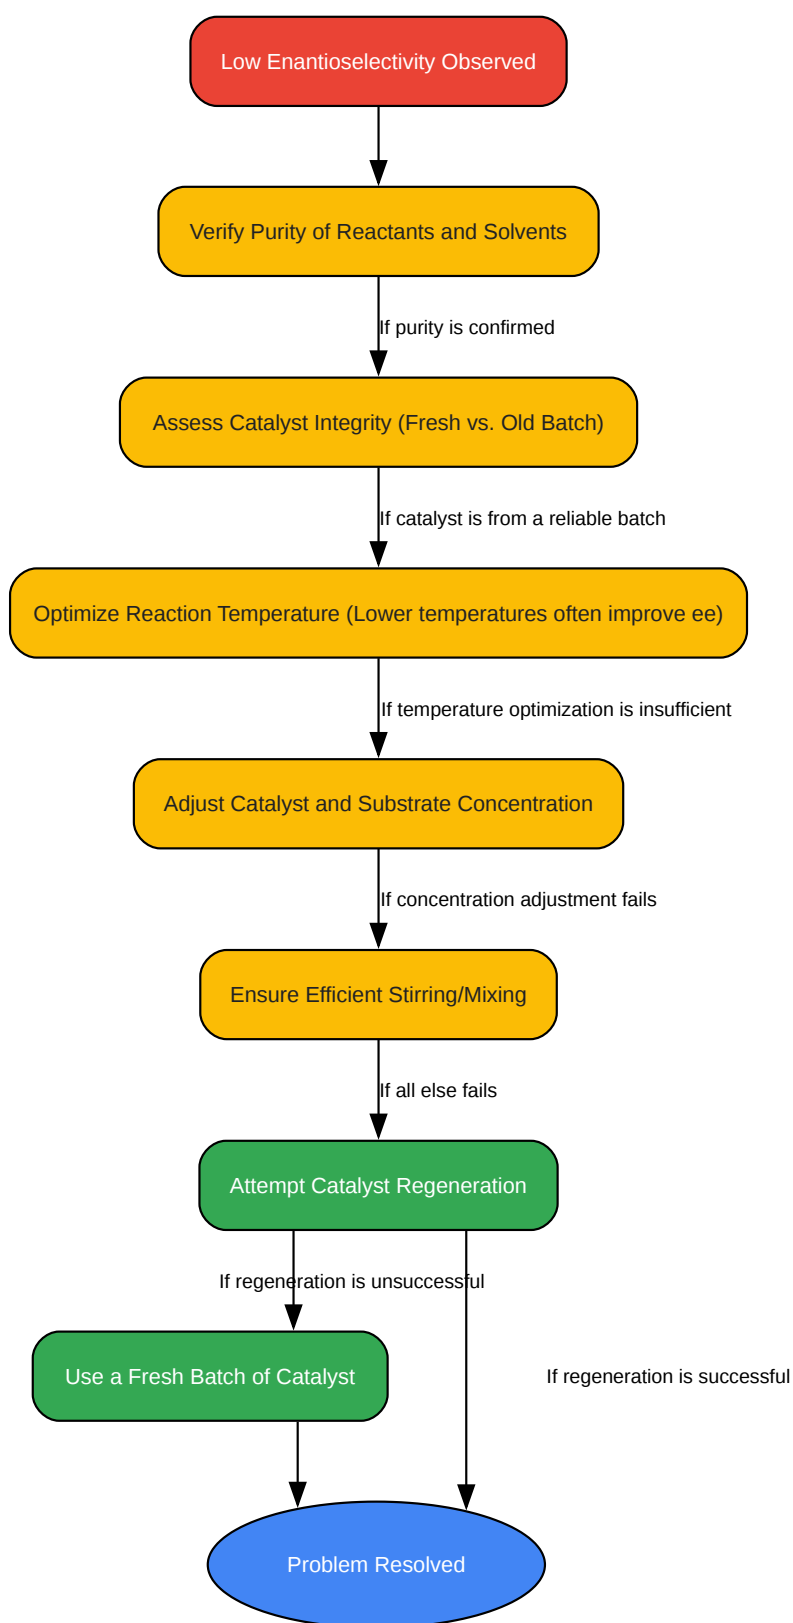 Low Enantioselectivity Observed
Verify Purity of Reactants and Solvents
If purity is confirmed
Assess Catalyst Integrity (Fresh vs. Old Batch)
If catalyst is from a reliable batch
Optimize Reaction Temperature (Lower temperatures often improve ee)
If temperature optimization is insufficient
Adjust Catalyst and Substrate Concentration
If concentration adjustment fails
Ensure Efficient Stirring/Mixing
If all else fails
Attempt Catalyst Regeneration
If regeneration is unsuccessful
Use a Fresh Batch of Catalyst
If regeneration is successful
Problem Resolved